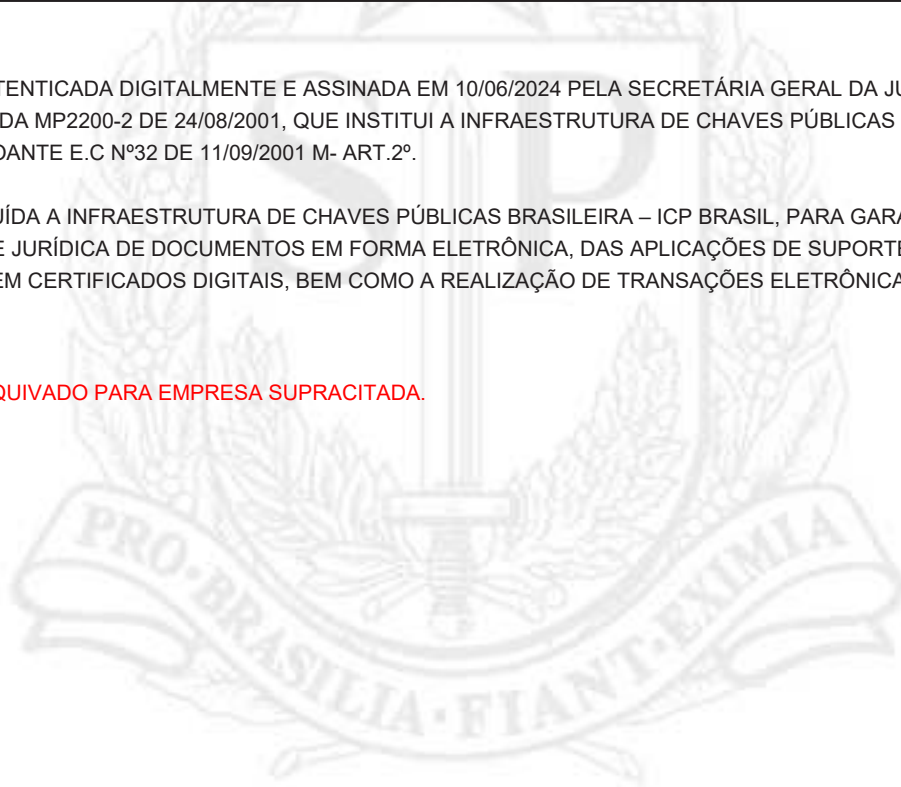 TENTICADA DIGITALMENTE E ASSINADA EM 10/06/2024 PELA SECRETÁRIA GERAL DA JU
DA MP2200-2 DE 24/08/2001, QUE INSTITUI A INFRAESTRUTURA DE CHAVES PÚBLICAS
DANTE E.C Nº32 DE 11/09/2001 M- ART.2º.
UÍDA A INFRAESTRUTURA DE CHAVES PÚBLICAS BRASILEIRA – ICP BRASIL, PARA GARA
E JURÍDICA DE DOCUMENTOS EM FORMA ELETRÔNICA, DAS APLICAÇÕES DE SUPORTE
EM CERTIFICADOS DIGITAIS, BEM COMO A REALIZAÇÃO DE TRANSAÇÕES ELETRÔNICA
QUIVADO PARA EMPRESA SUPRACITADA.
SP
PRO·BRASILIA·FIANT·EXIMIA